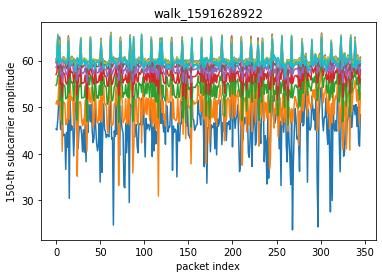 walk_1591628922
150-th subcarrier amplitude
60
50
40
30
0 50 100 150 200 250 300 350
packet index